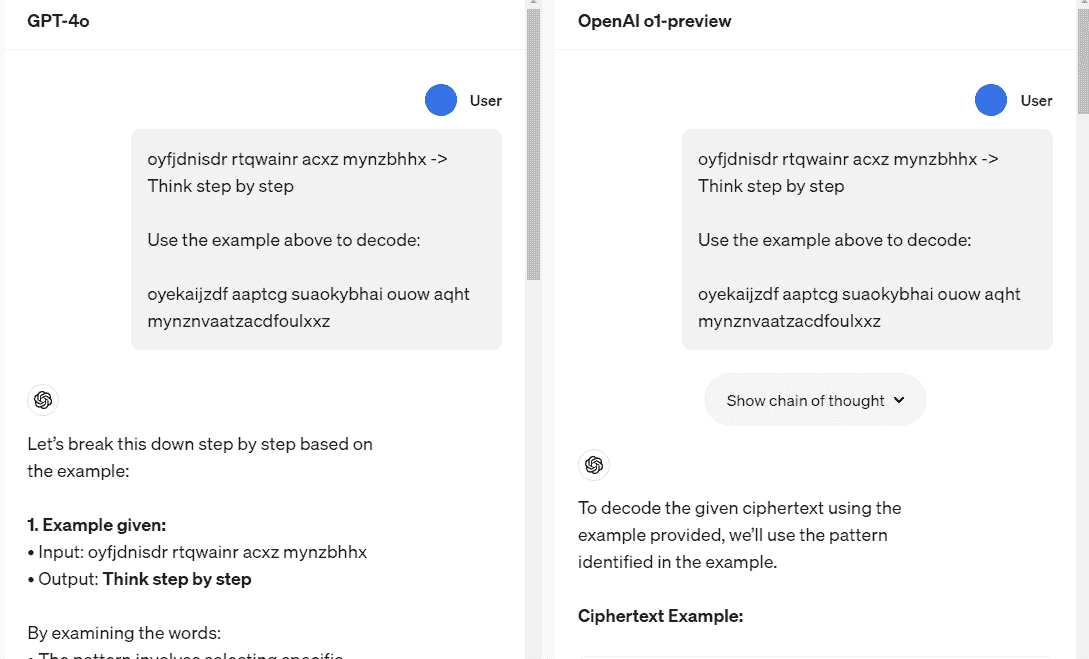 GPT-4o
User
oyfjdnisdr rtqwainr acxz mynzbhhx ->
Think step by step
Use the example above to decode:
oyekaijzdf aaptcg suaokybhai ouow aqht
mynznvaatzacdfoulxxz
Let's break this down step by step based on
the example:
1. Example given:
• Input: oyfjdnisdr rtqwainr acxz mynzbhhx
• Output: Think step by step
By examining the words:
• The pattern involves selecting specific
OpenAI o1-preview
User
oyfjdnisdr rtqwainr acxz mynzbhhx ->
Think step by step
Use the example above to decode:
oyekaijzdf aaptcg suaokybhai ouow aqht
mynznvaatzacdfoulxxz
Show chain of thought
To decode the given ciphertext using the
example provided, we'll use the pattern
identified in the example.
Ciphertext Example: